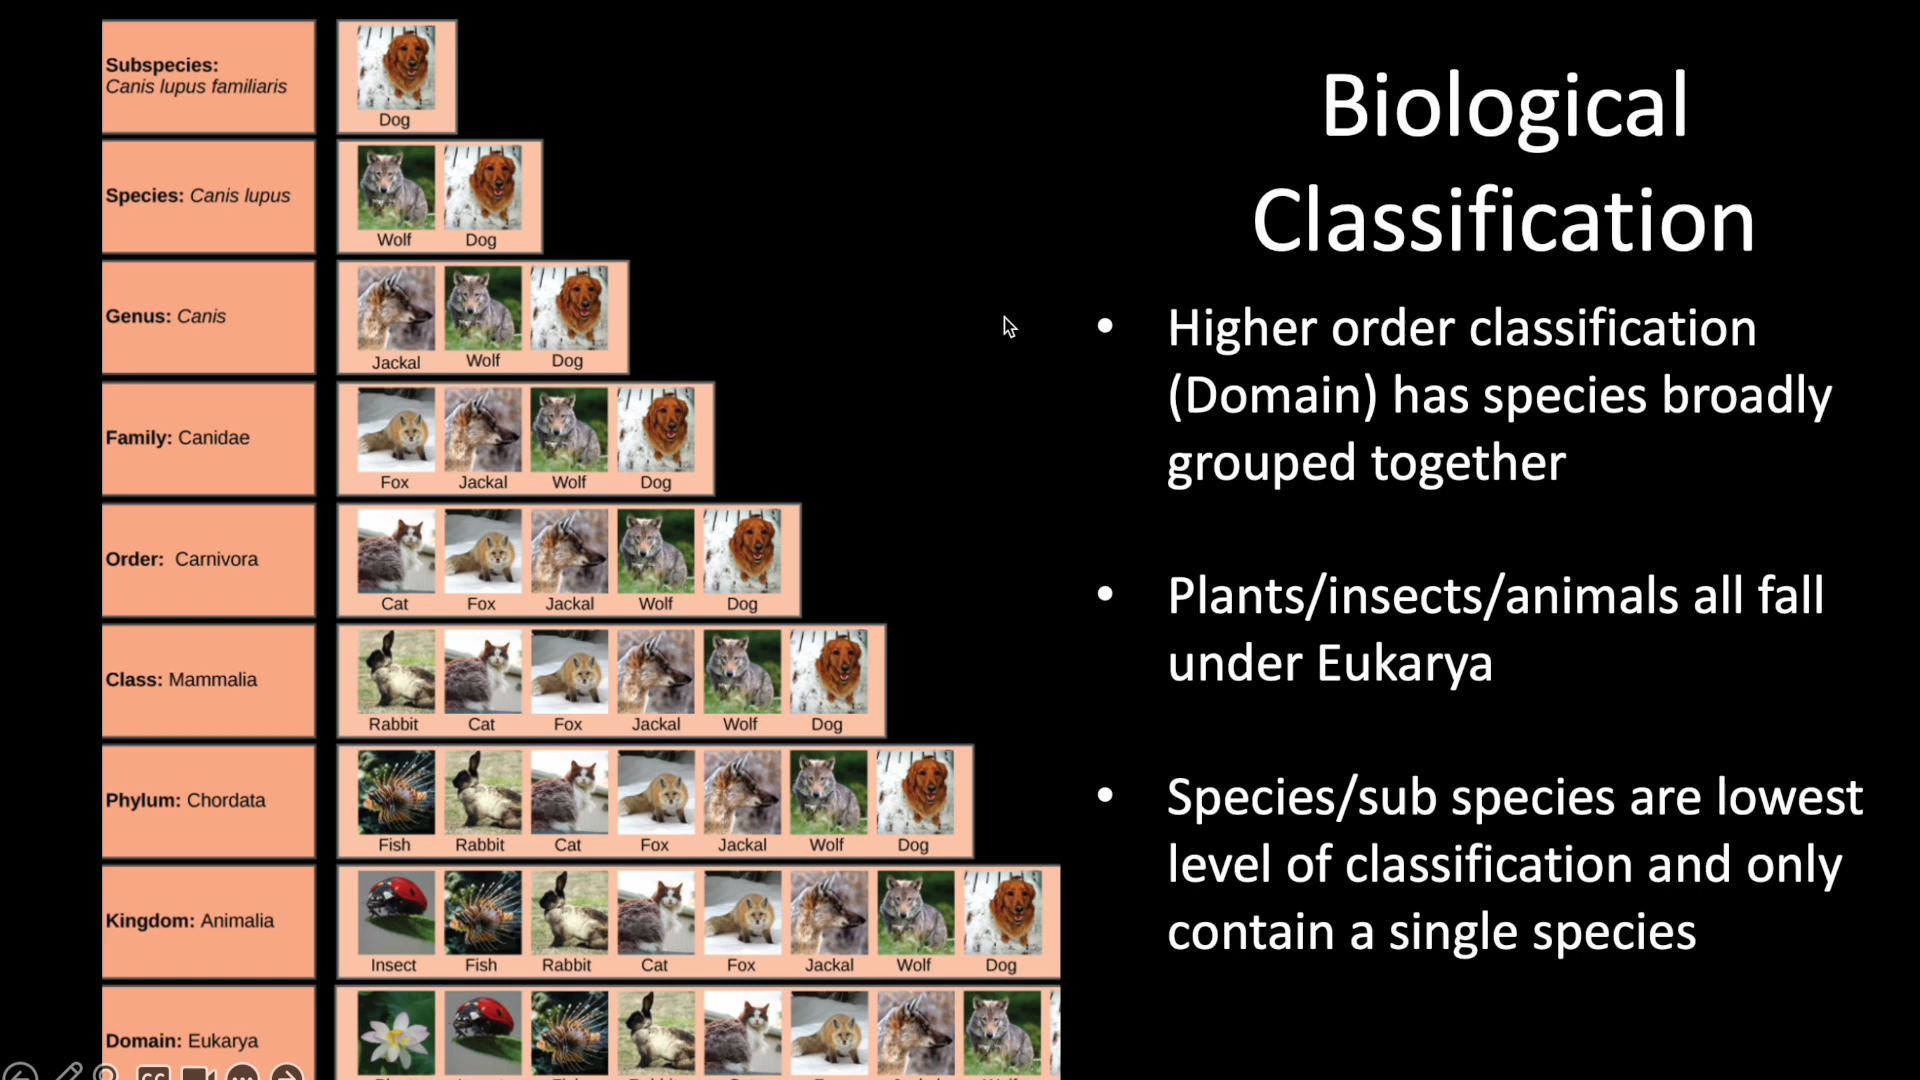 Subspecies:
Canis lupus familiaris
Dog
Species: Canis lupus
Wolf Dog
Genus: Canis
Jackal Wolf Dog
Family: Canidae
Fox Jackal Wolf Dog
Order: Carnivora
Cat Fox Jackal Wolf Dog
Class: Mammalia
Rabbit Cat Fox Jackal Wolf Dog
Phylum: Chordata
Fish Rabbit Cat Fox Jackal Wolf Dog
Kingdom: Animalia
Insect Fish Rabbit Cat Fox Jackal Wolf Dog
Domain: Eukarya
CC
Biological
Classification
• Higher order classification
(Domain) has species broadly
grouped together
• Plants/insects/animals all fall
under Eukarya
• Species/sub species are lowest
level of classification and only
contain a single species